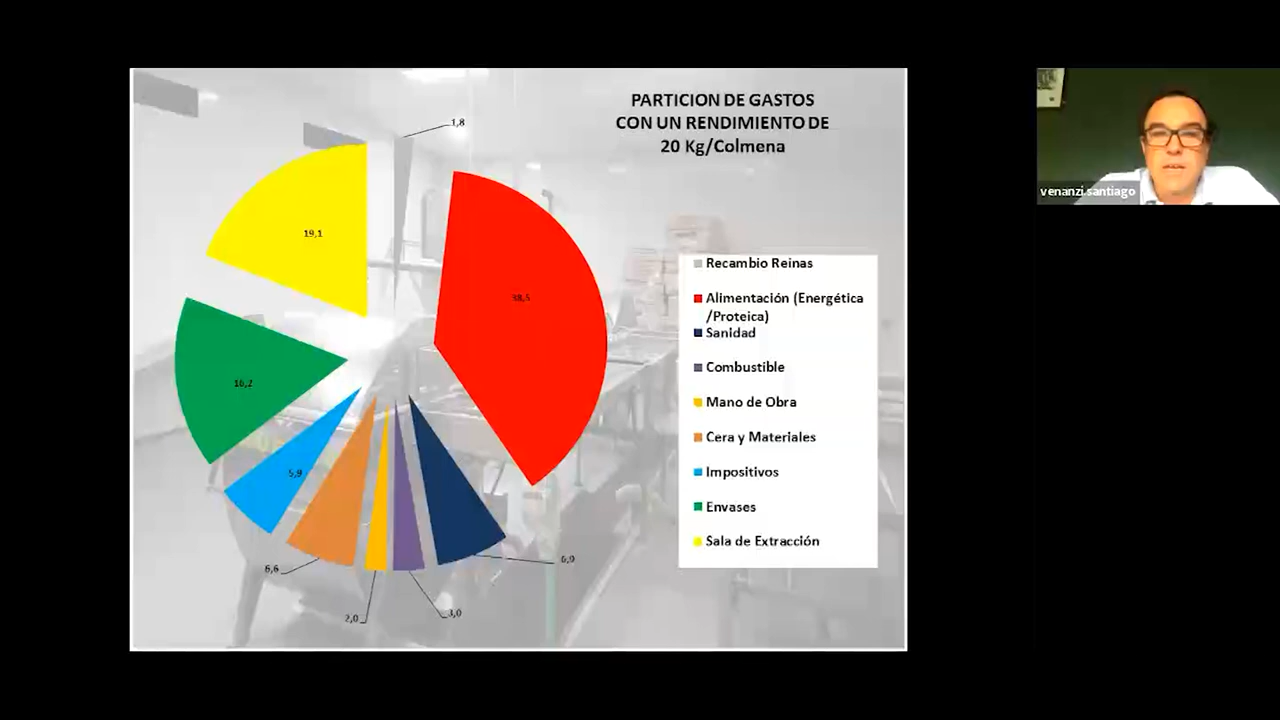 PARTICION DE GASTOS
CON UN RENDIMIENTO DE
20 Kg/Colmena
1,8
19,1
38,5
16,2
5,9
6,6
2,0
3,0
6,9
Recambio Reinas
Alimentación (Energética
/Proteica)
Sanidad
Combustible
Mano de Obra
Cera y Materiales
Impositivos
Envases
Sala de Extracción
venanzi.santiago